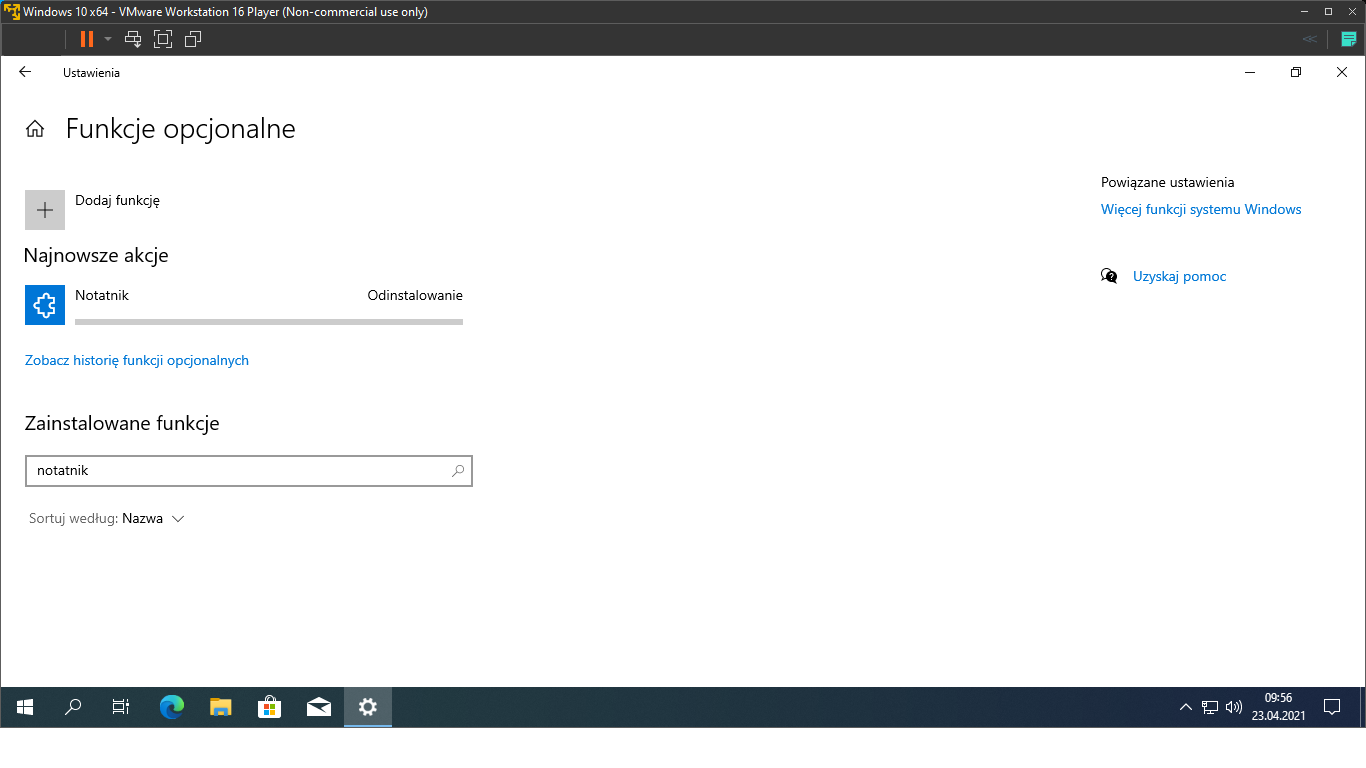 Windows 10 x64 - VMware Workstation 16 Player (Non-commercial use only)
Ustawienia
Funkcje opcjonalne
Dodaj funkcję
Najnowsze akcje
Notatnik Odinstalowanie
Zobacz historię funkcji opcjonalnych
Zainstalowane funkcje
notatnik
Sortuj według: Nazwa
Powiązane ustawienia
Więcej funkcji systemu Windows
Uzyskaj pomoc
09:56
23.04.2021